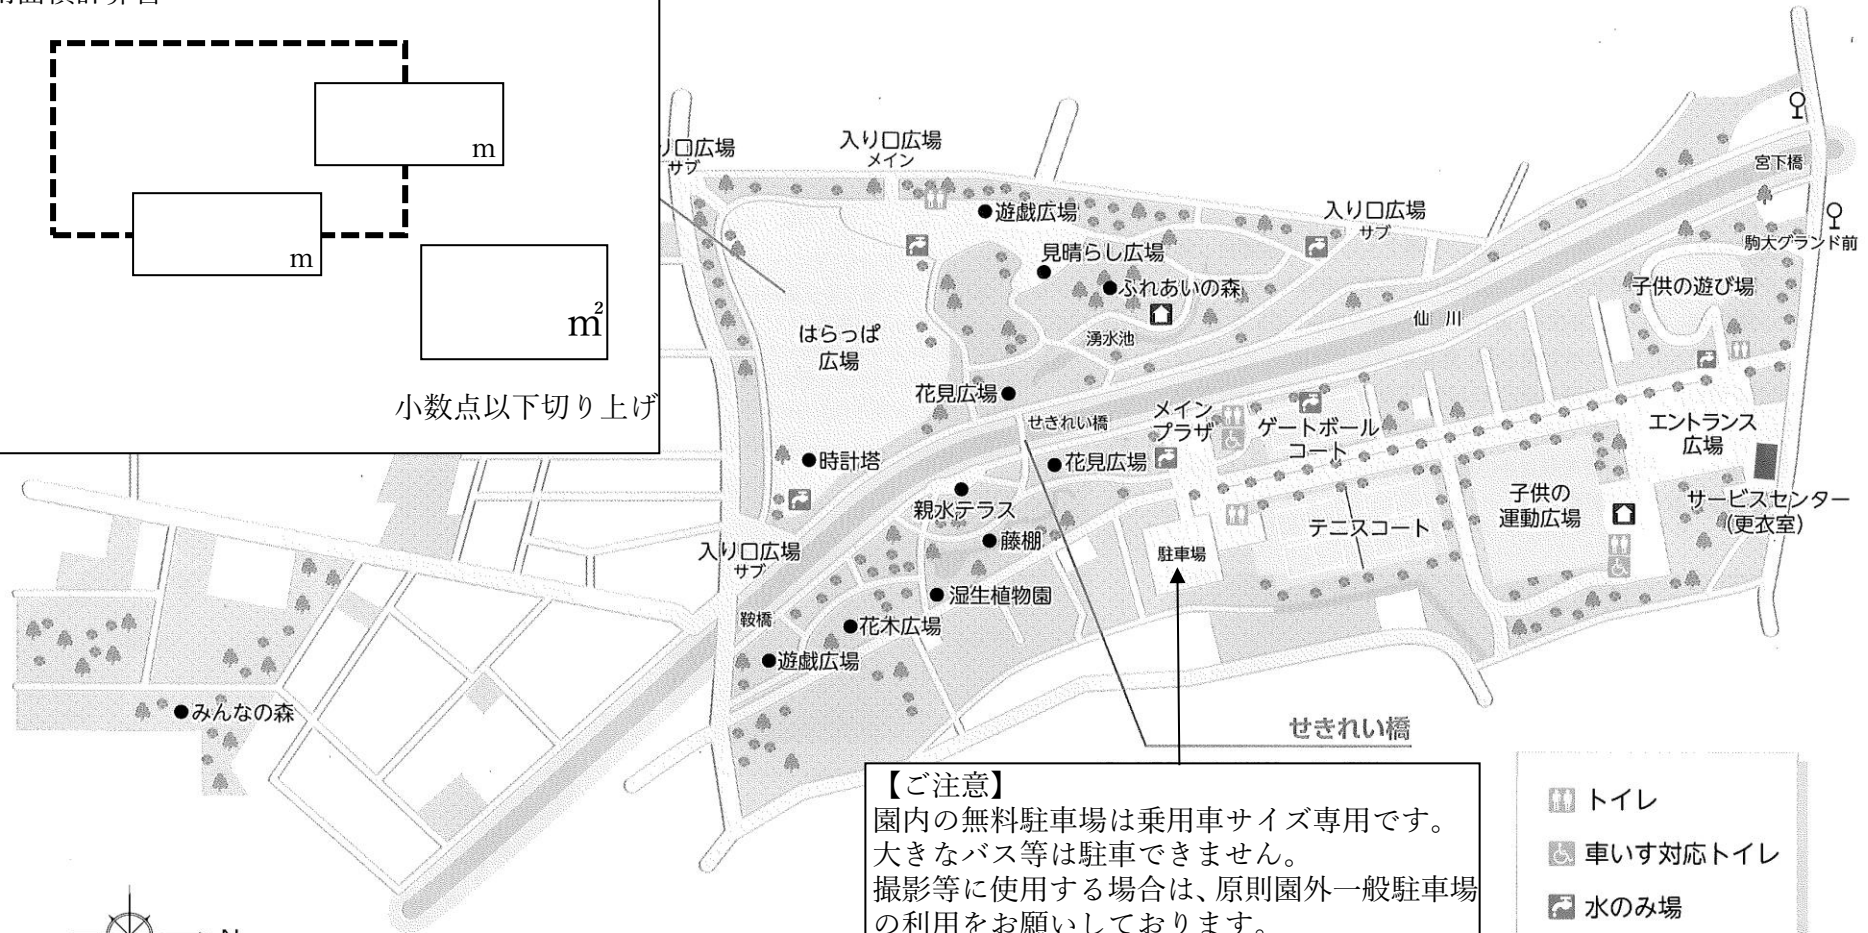 m
m
㎡
小数点以下切り上げ
り口広場
サブ
入り口広場
メイン
遊戯広場
見晴らし広場
ふれあいの森
入り口広場
サブ
宮下橋
駒大グランド前
子供の遊び場
湧水池
仙 川
はらっぱ
広場
花見広場
せきれい橋
メイン
プラザ
ゲートボール
コート
エントランス
広場
時計塔
花見広場
親水テラス
藤棚
子供の
運動広場
サービスセンター
(更衣室)
テニスコート
駐車場
入り口広場
サブ
湿生植物園
鞍橋
花木広場
遊戯広場
みんなの森
せきれい橋
【ご注意】
園内の無料駐車場は乗用車サイズ専用です。
大きなバス等は駐車できません。
撮影等に使用する場合は、原則園外一般駐車場
の利用をお願いしております。
トイレ
車いす対応トイレ
水のみ場